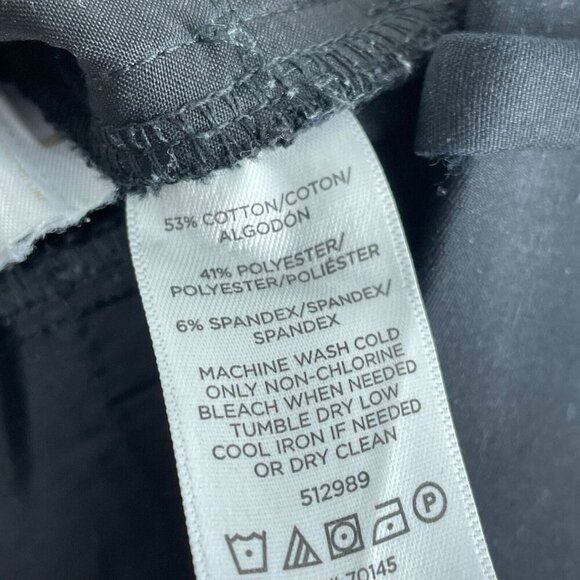 53% COTTON/COTON/
ALGODÓN
41% POLYESTER/
POLYESTER/POLIÉSTER
6% SPANDEX/SPANDEX/
SPANDEX
MACHINE WASH COLD
ONLY NON-CHLORINE
BLEACH WHEN NEEDED
TUMBLE DRY LOW
COOL IRON IF NEEDED
OR DRY CLEAN
512989
P
70145